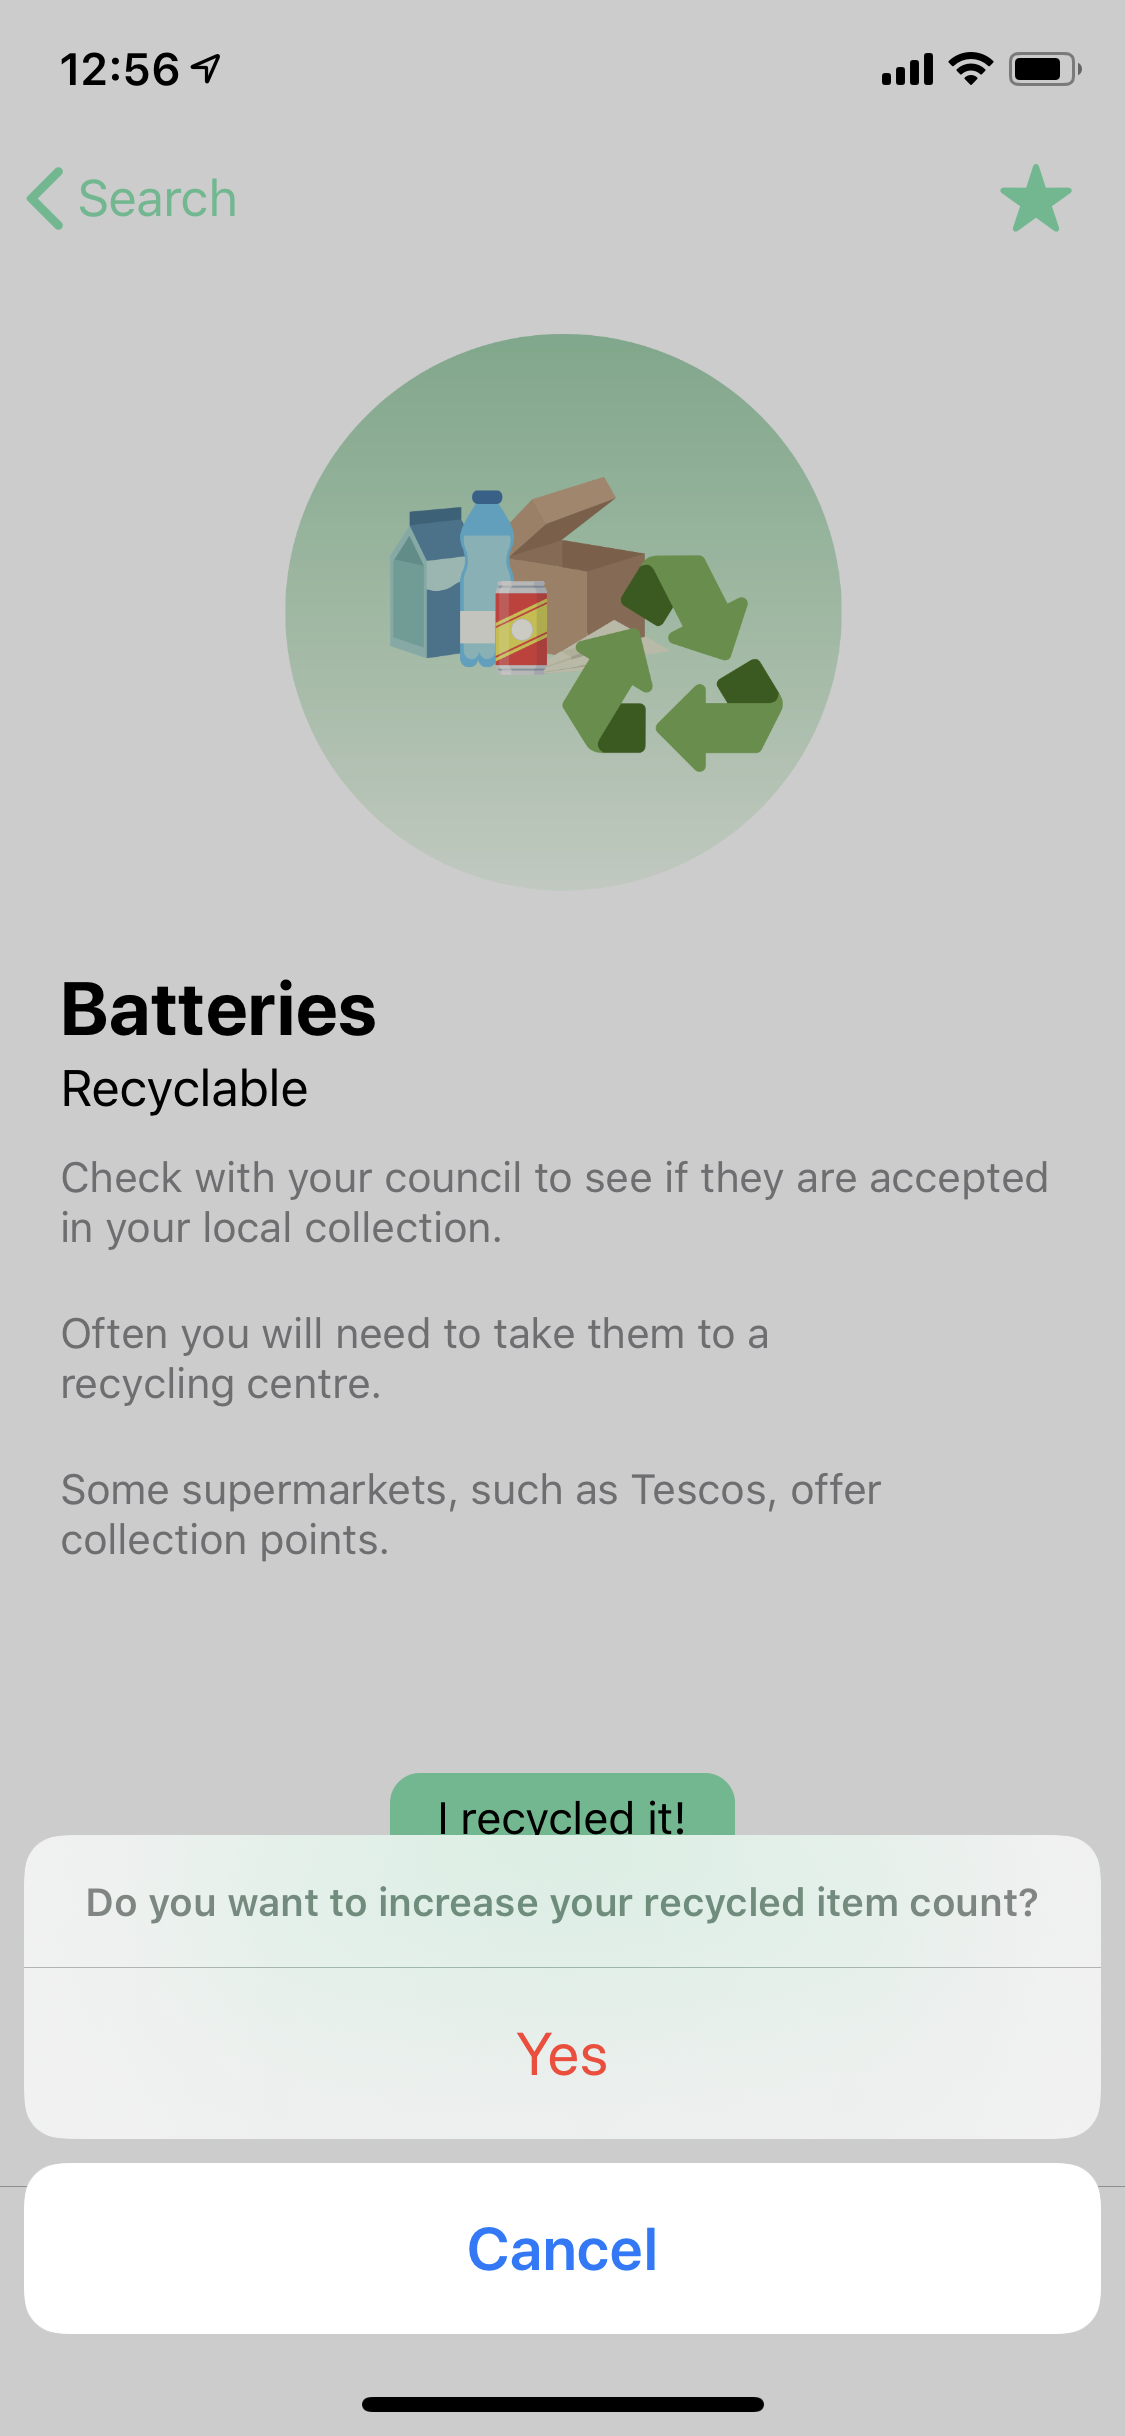 12:56
Search
Batteries
Recyclable
Check with your council to see if they are accepted
in your local collection.
Often you will need to take them to a
recycling centre.
Some supermarkets, such as Tescos, offer
collection points.
I recycled it!
Do you want to increase your recycled item count?
Yes
Cancel